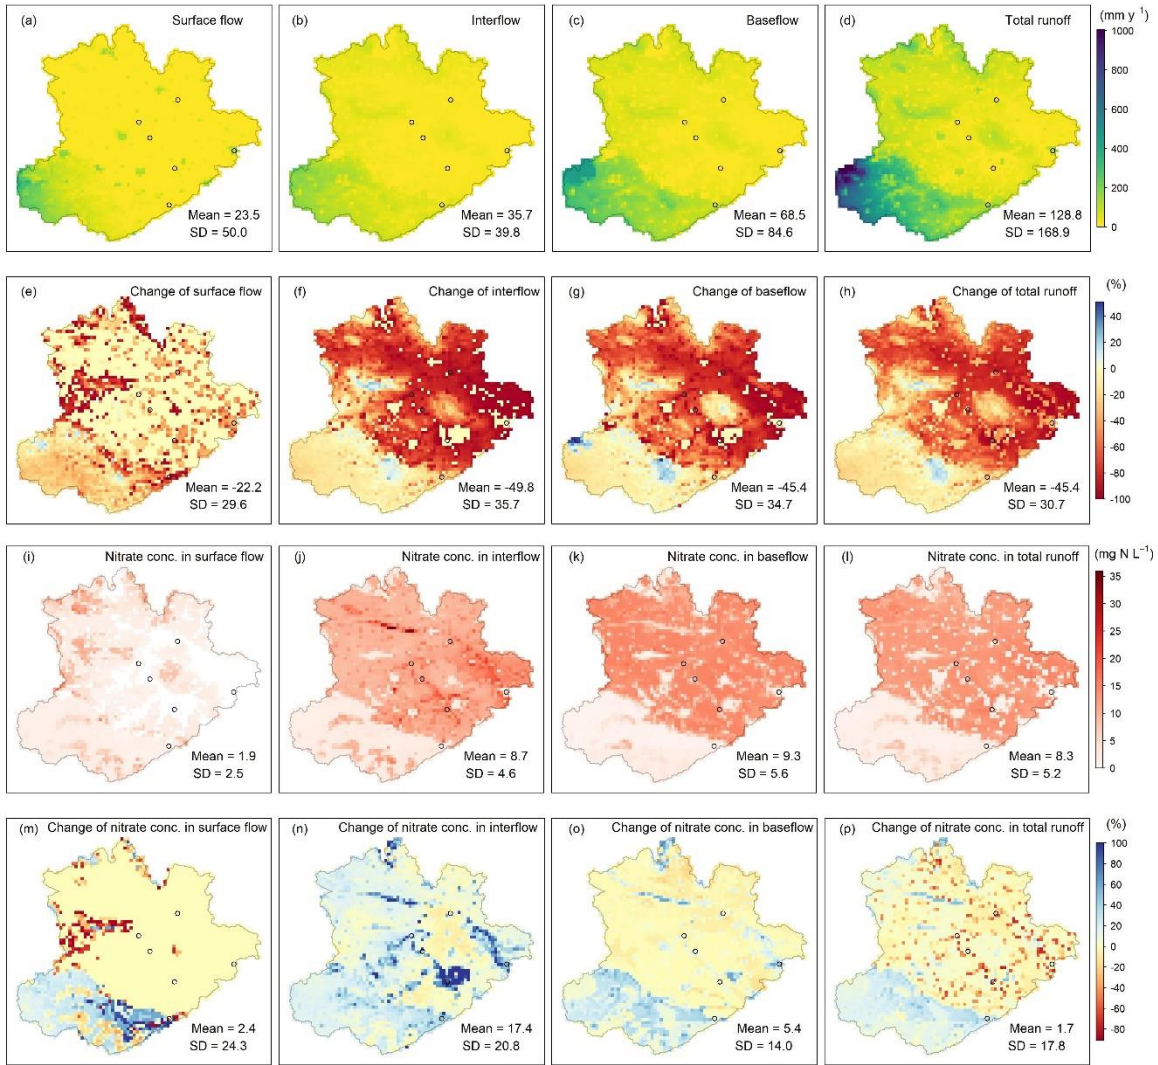 (a) Surface flow
Mean = 23.5
SD = 50.0
(b) Interflow
Mean = 35.7
SD = 39.8
(c) Baseflow
Mean = 68.5
SD = 84.6
(d) Total runoff
Mean = 128.8
SD = 168.9
(mm y⁻¹)
1000
800
600
400
200
0
(e) Change of surface flow
Mean = -22.2
SD = 29.6
(f) Change of interflow
Mean = -49.8
SD = 35.7
(g) Change of baseflow
Mean = -45.4
SD = 34.7
(h) Change of total runoff
Mean = -45.4
SD = 30.7
(%)
40
20
0
-20
-40
-60
-80
-100
(i) Nitrate conc. in surface flow
Mean = 1.9
SD = 2.5
(j) Nitrate conc. in interflow
Mean = 8.7
SD = 4.6
(k) Nitrate conc. in baseflow
Mean = 9.3
SD = 5.6
(l) Nitrate conc. in total runoff
Mean = 8.3
SD = 5.2
(mg N L⁻¹)
35
30
25
20
15
10
5
0
(m) Change of nitrate conc. in surface flow
Mean = 2.4
SD = 24.3
(n) Change of nitrate conc. in interflow
Mean = 17.4
SD = 20.8
(o) Change of nitrate conc. in baseflow
Mean = 5.4
SD = 14.0
(p) Change of nitrate conc. in total runoff
Mean = 1.7
SD = 17.8
(%)
100
80
60
40
20
0
-20
-40
-60
-80